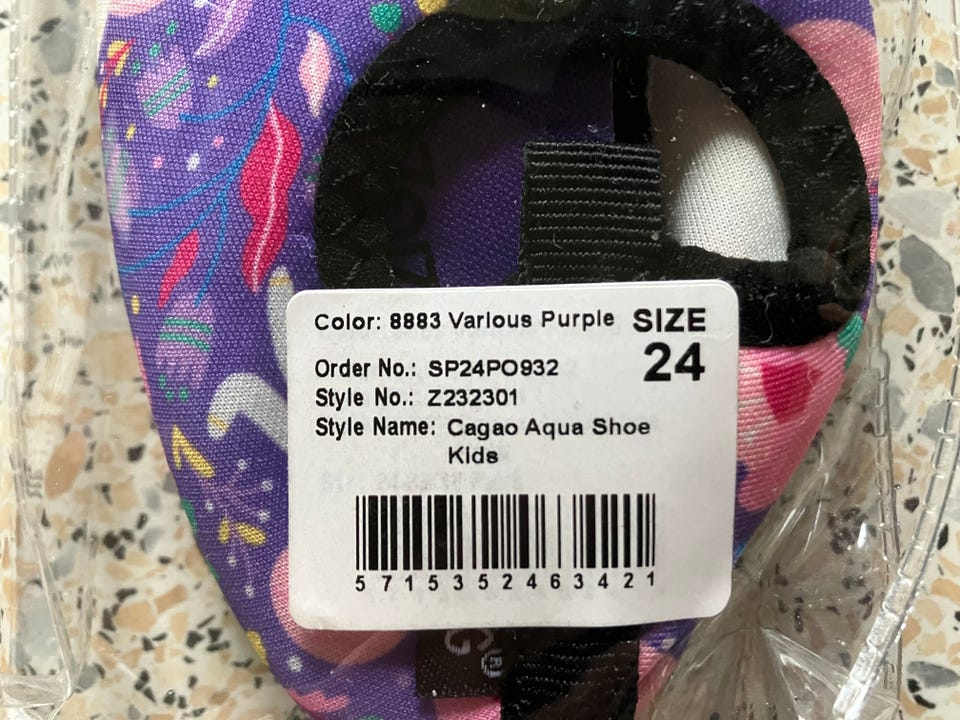 Color: 8883 Various Purple
SIZE
24
Order No.: SP24PO932
Style No.: Z232301
Style Name: Cagao Aqua Shoe
Kids
5715352463421